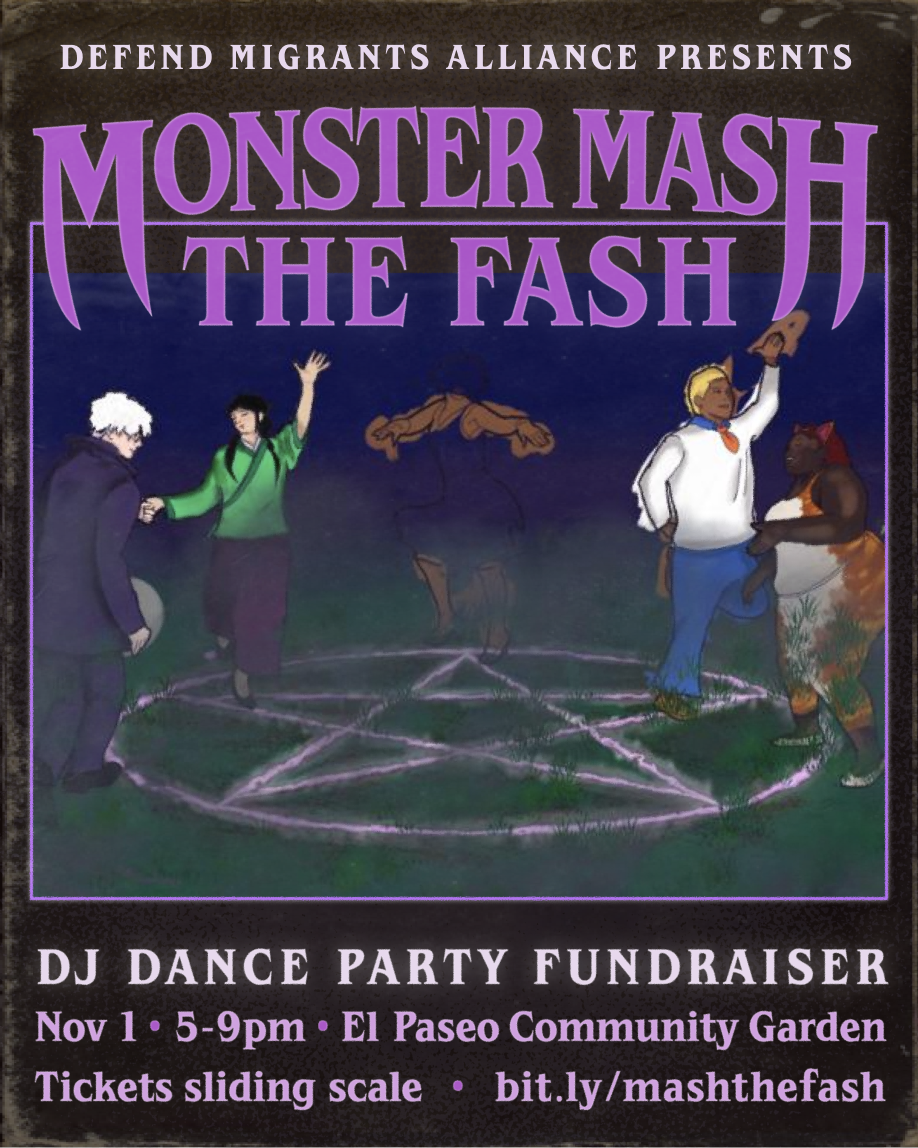 DEFEND MIGRANTS ALLIANCE PRESENTS
MONSTER MASH
THE FASH
DJ DANCE PARTY FUNDRAISER
Nov 1 • 5-9pm • El Paseo Community Garden
Tickets sliding scale • bit.ly/mashthefash